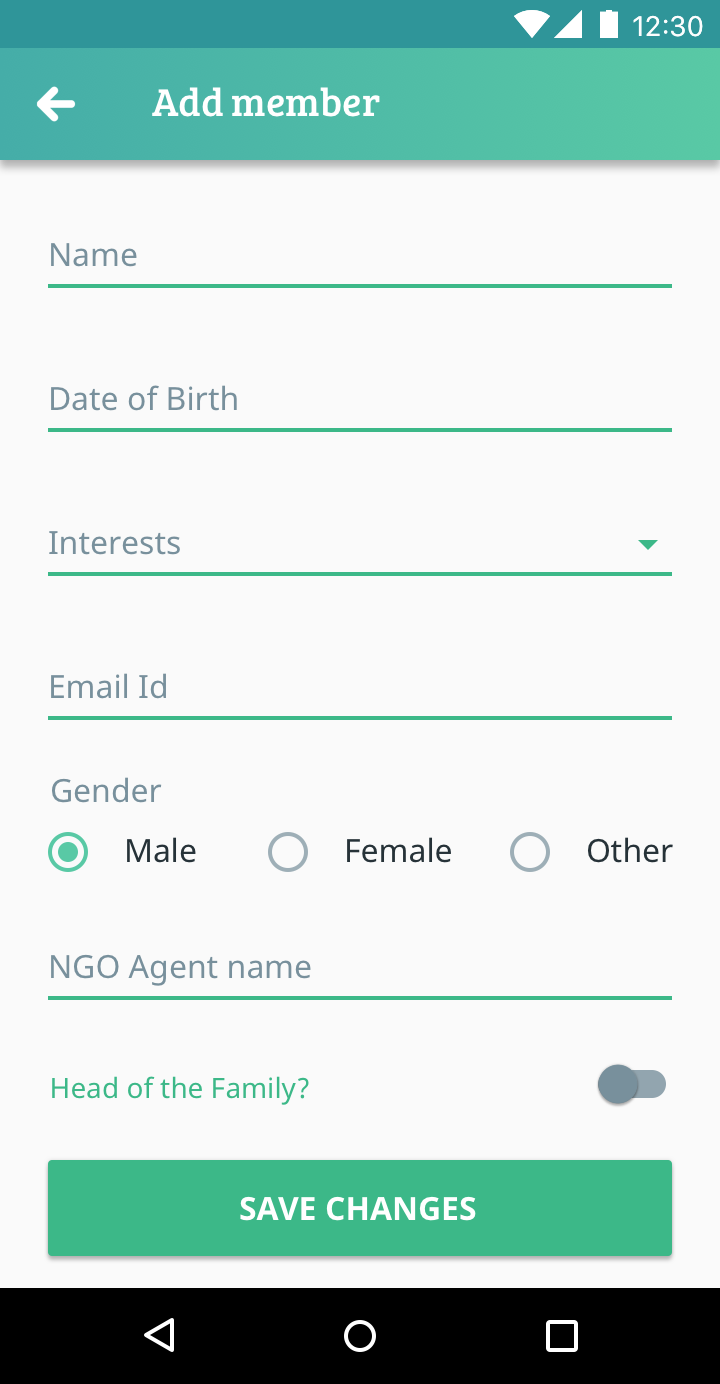 12:30
Add member
Name
Date of Birth
Interests
Email Id
Gender
Male Female Other
NGO Agent name
Head of the Family?
SAVE CHANGES